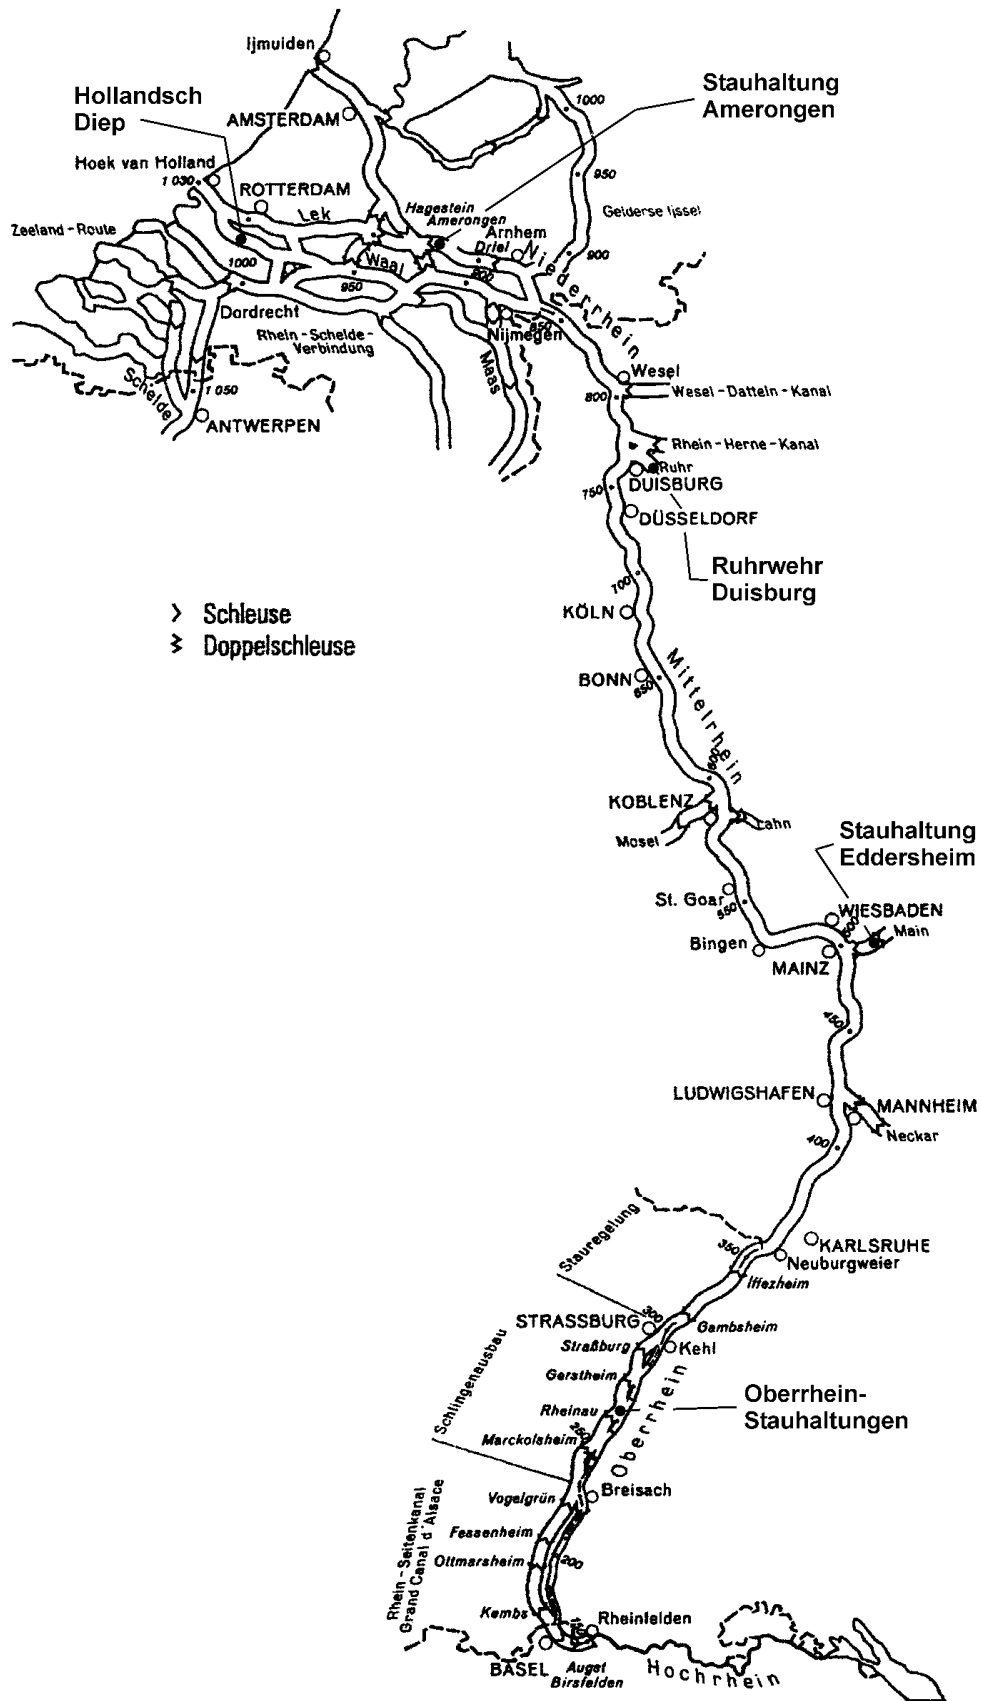 Ijmuiden
Hollandsch
Diep
AMSTERDAM
Stauhaltung
Amerongen
1000
Hoek van Holland
1 030
ROTTERDAM
Lek
950
Hagestein
Amerongen
Gelderse Ijssel
Zeeland-Route
Arnhem
Driel
Niederrhein
Waal
1000
900
950
Dordrecht
Rhein-Schelde-
Verbindung
Nijmegen
850
Maas
Schelde
1 050
ANTWERPEN
Wesel
Wesel-Datteln-Kanal
800
Rhein-Herne-Kanal
Ruhr
750
DUISBURG
DÜSSELDORF
Ruhrwehr
Duisburg
700
KÖLN
Schleuse
Doppelschleuse
BONN
650
Mittelrhein
600
KOBLENZ
Mosel
Lahn
Stauhaltung
Eddersheim
St. Goar
550
WIESBADEN
500
Main
Bingen
MAINZ
450
LUDWIGSHAFEN
MANNHEIM
Neckar
400
Stauregelung
350
KARLSRUHE
Neuburgweier
Iffezheim
300
STRASSBURG
Gambsheim
Straßburg
Kehl
Schlingenausbau
Gerstheim
Rheinau
Oberrhein-
Stauhaltungen
250
Marckolsheim
Oberrhein
Vogelgrün
Breisach
Rhein-Seitenkanal
Grand Canal d'Alsace
Fessenheim
Ottmarsheim
200
Kembs
Rheinfelden
BASEL
Augst
Birsfelden
Hochrhein